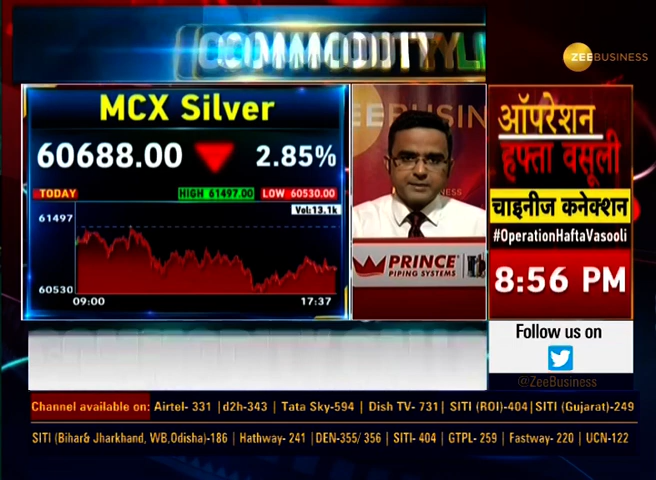 COMMODITY LI
ZEEBUSINESS
MCX Silver
60688.00 2.85%
TODAY HIGH 61497.00 LOW 60530.00
Vol:13.1k
61497
60530
09:00 17:37
PRINCE
PIPING SYSTEMS
ऑपरेशन
हफ्ता वसूली
चाइनीज कनेक्शन
#OperationHaftaVasooli
8:56 PM
Follow us on
@ZeeBusiness
Channel available on: Airtel- 331 | d2h-343 | Tata Sky-594 | Dish TV- 731 | SITI (ROI)-404 | SITI (Gujarat)-249
SITI (Bihar& Jharkhand, WB,Odisha)-186 | Hathway- 241 | DEN-355/ 356 | SITI- 404 | GTPL- 259 | Fastway- 220 | UCN-122